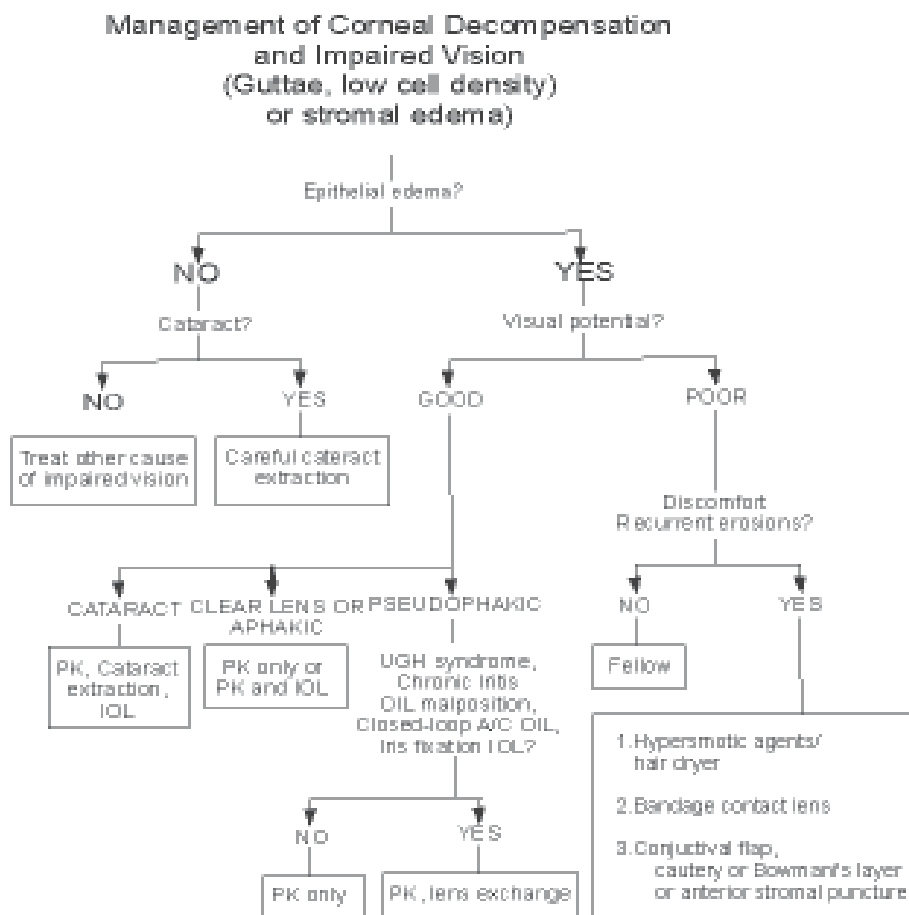 Management of Corneal Decompensation
and Impaired Vision
(Guttae, low cell density)
or stromal edema)
Epithelial edema?
NO
YES
Cataract?
Visual potential?
NO
YES
GOOD
POOR
Treat other cause
of impaired vision
Careful cateract
extraction
Discomfort
Recurrent erosions?
CATARACT
CLEAR LENS OR
APHAKIC
PSEUDOPHAKIC
NO
YES
PK, Cataract
extraction,
IOL
PK only or
PK and IOL
UGH syndrome,
Chronic Iritis
OIL malposition,
Closed-loop A/C OIL,
Iris fixation IOL?
Fellow
1.Hypersmotic agents/
hair dryer
2.Bandage contact lens
3.Conjuctival flap,
cautery or Bowman's layer
or anterior stromal puncture
NO
YES
PK only
PK, lens exchange